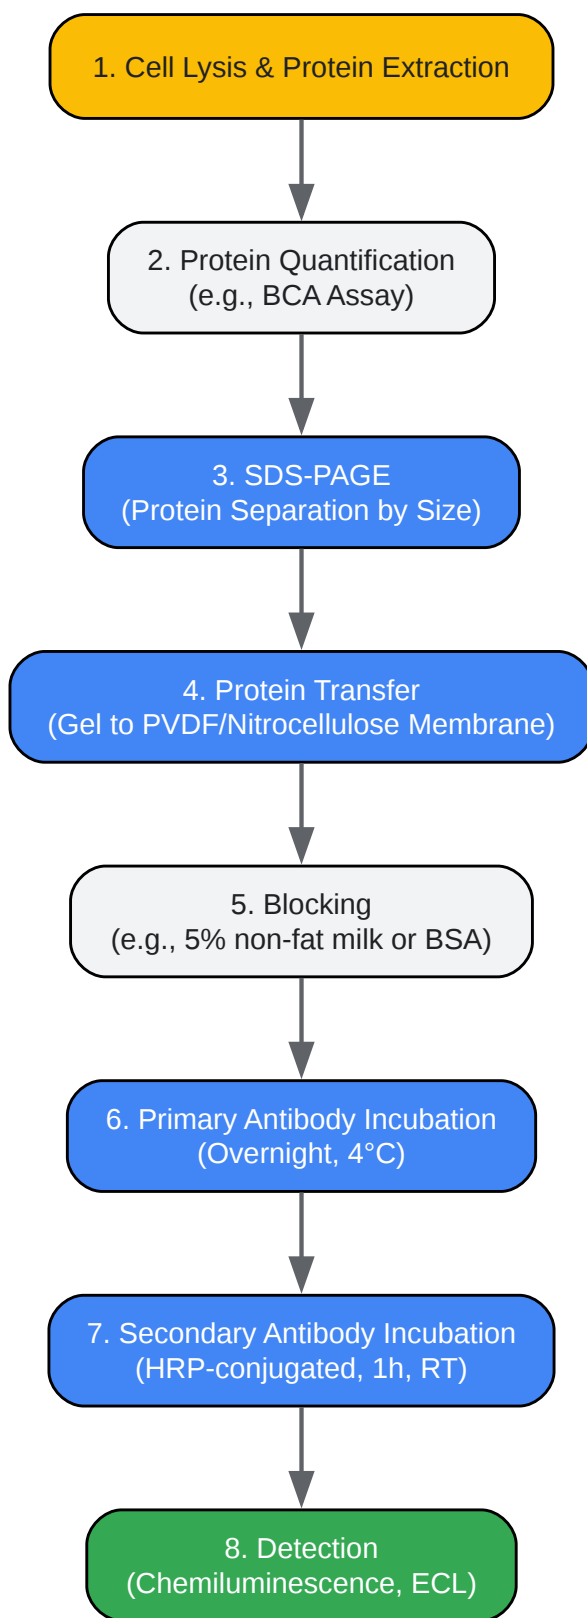 1. Cell Lysis & Protein Extraction
2. Protein Quantification
(e.g., BCA Assay)
3. SDS-PAGE
(Protein Separation by Size)
4. Protein Transfer
(Gel to PVDF/Nitrocellulose Membrane)
5. Blocking
(e.g., 5% non-fat milk or BSA)
6. Primary Antibody Incubation
(Overnight, 4°C)
7. Secondary Antibody Incubation
(HRP-conjugated, 1h, RT)
8. Detection
(Chemiluminescence, ECL)